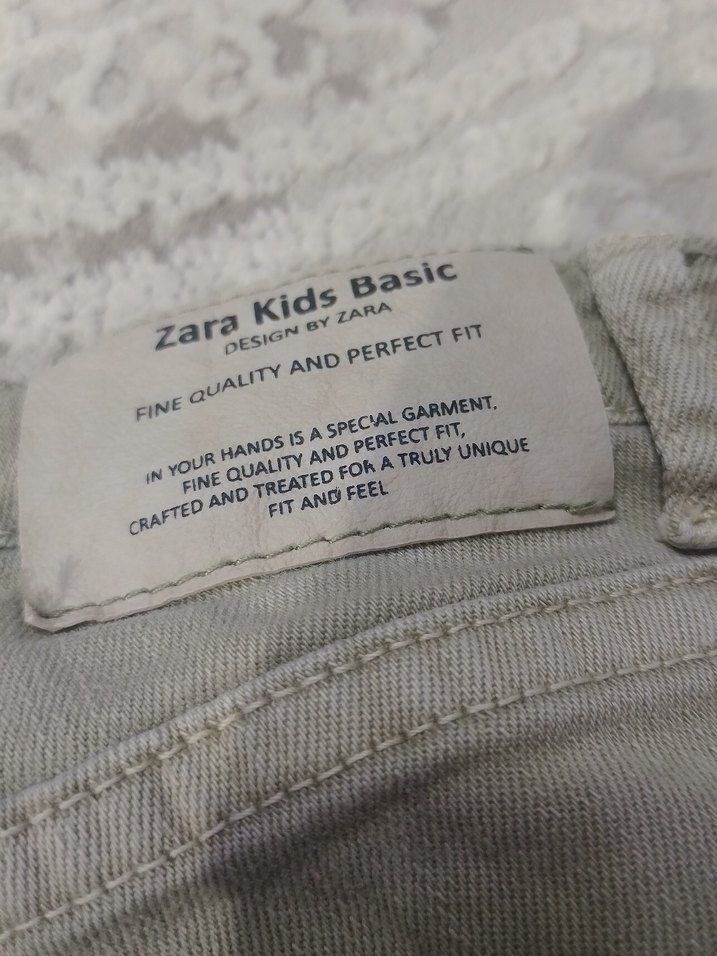 Zara Kids Basic
DESIGN BY ZARA
FINE QUALITY AND PERFECT FIT
IN YOUR HANDS IS A SPECIAL GARMENT.
FINE QUALITY AND PERFECT FIT,
CRAFTED AND TREATED FOR A TRULY UNIQUE
FIT AND FEEL